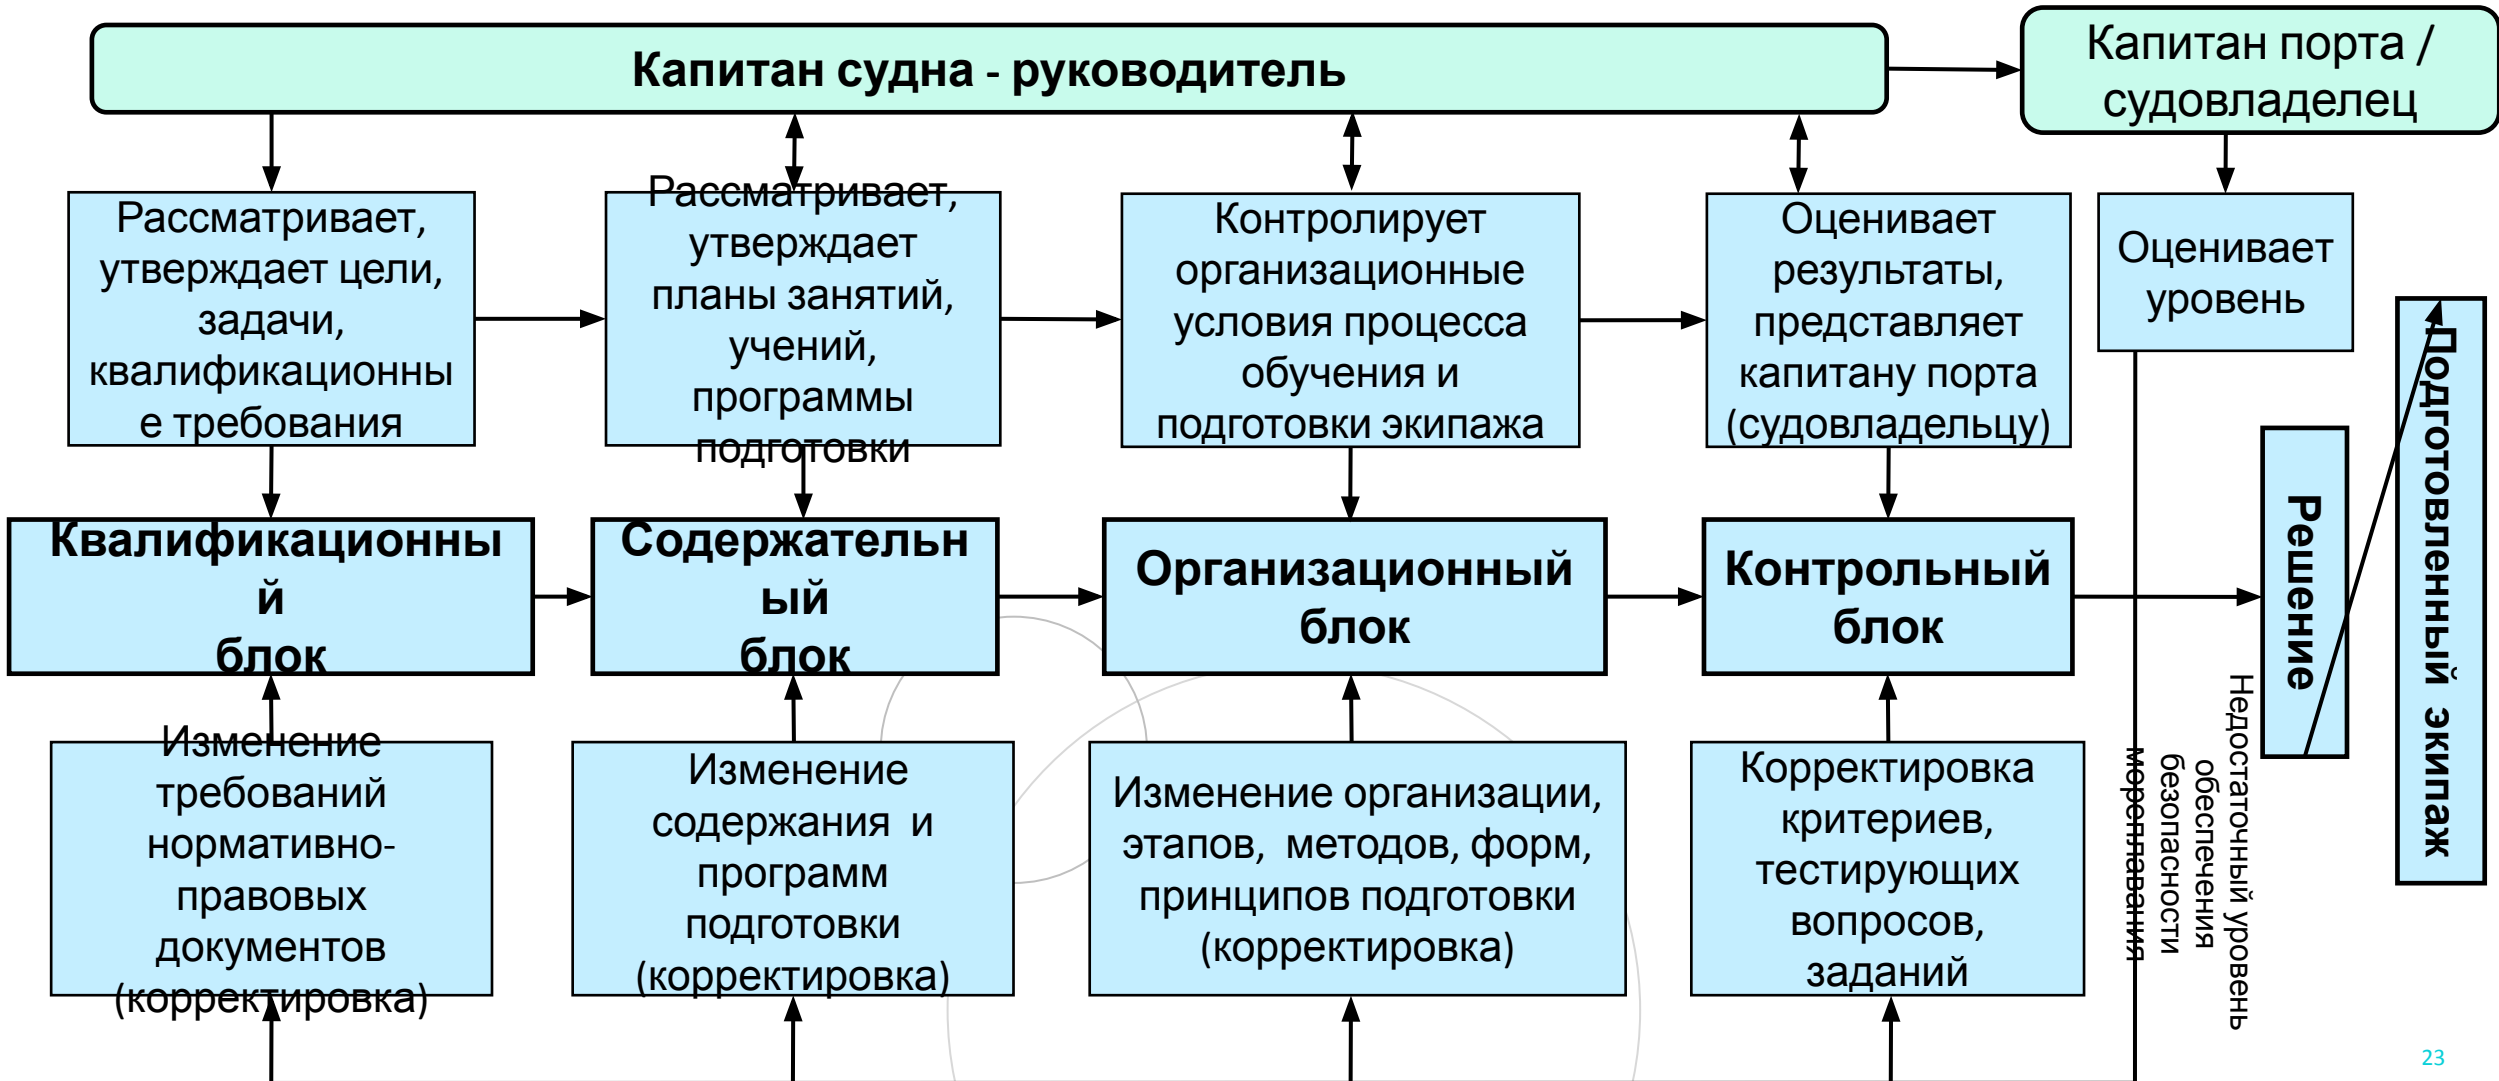 Капитан судна - руководитель
Капитан порта /
судовладелец
Рассматривает,
утверждает цели,
задачи,
квалификационны
е требования
Рассматривает,
утверждает
планы занятий,
учений,
программы
подготовки
Контролирует
организационные
условия процесса
обучения и
подготовки экипажа
Оценивает
результаты,
представляет
капитану порта
(судовладельцу)
Оценивает
уровень
Квалификационны
й
блок
Содержательн
ый
блок
Организационный
блок
Контрольный
блок
Решение
Подготовленный экипаж
Изменение
требований
нормативно-
правовых
документов
(корректировка)
Изменение
содержания и
программ
подготовки
(корректировка)
Изменение организации,
этапов, методов, форм,
принципов подготовки
(корректировка)
Корректировка
критериев,
тестирующих
вопросов,
заданий
Недостаточный уровень
обеспечения
безопасности
мореплавания
23